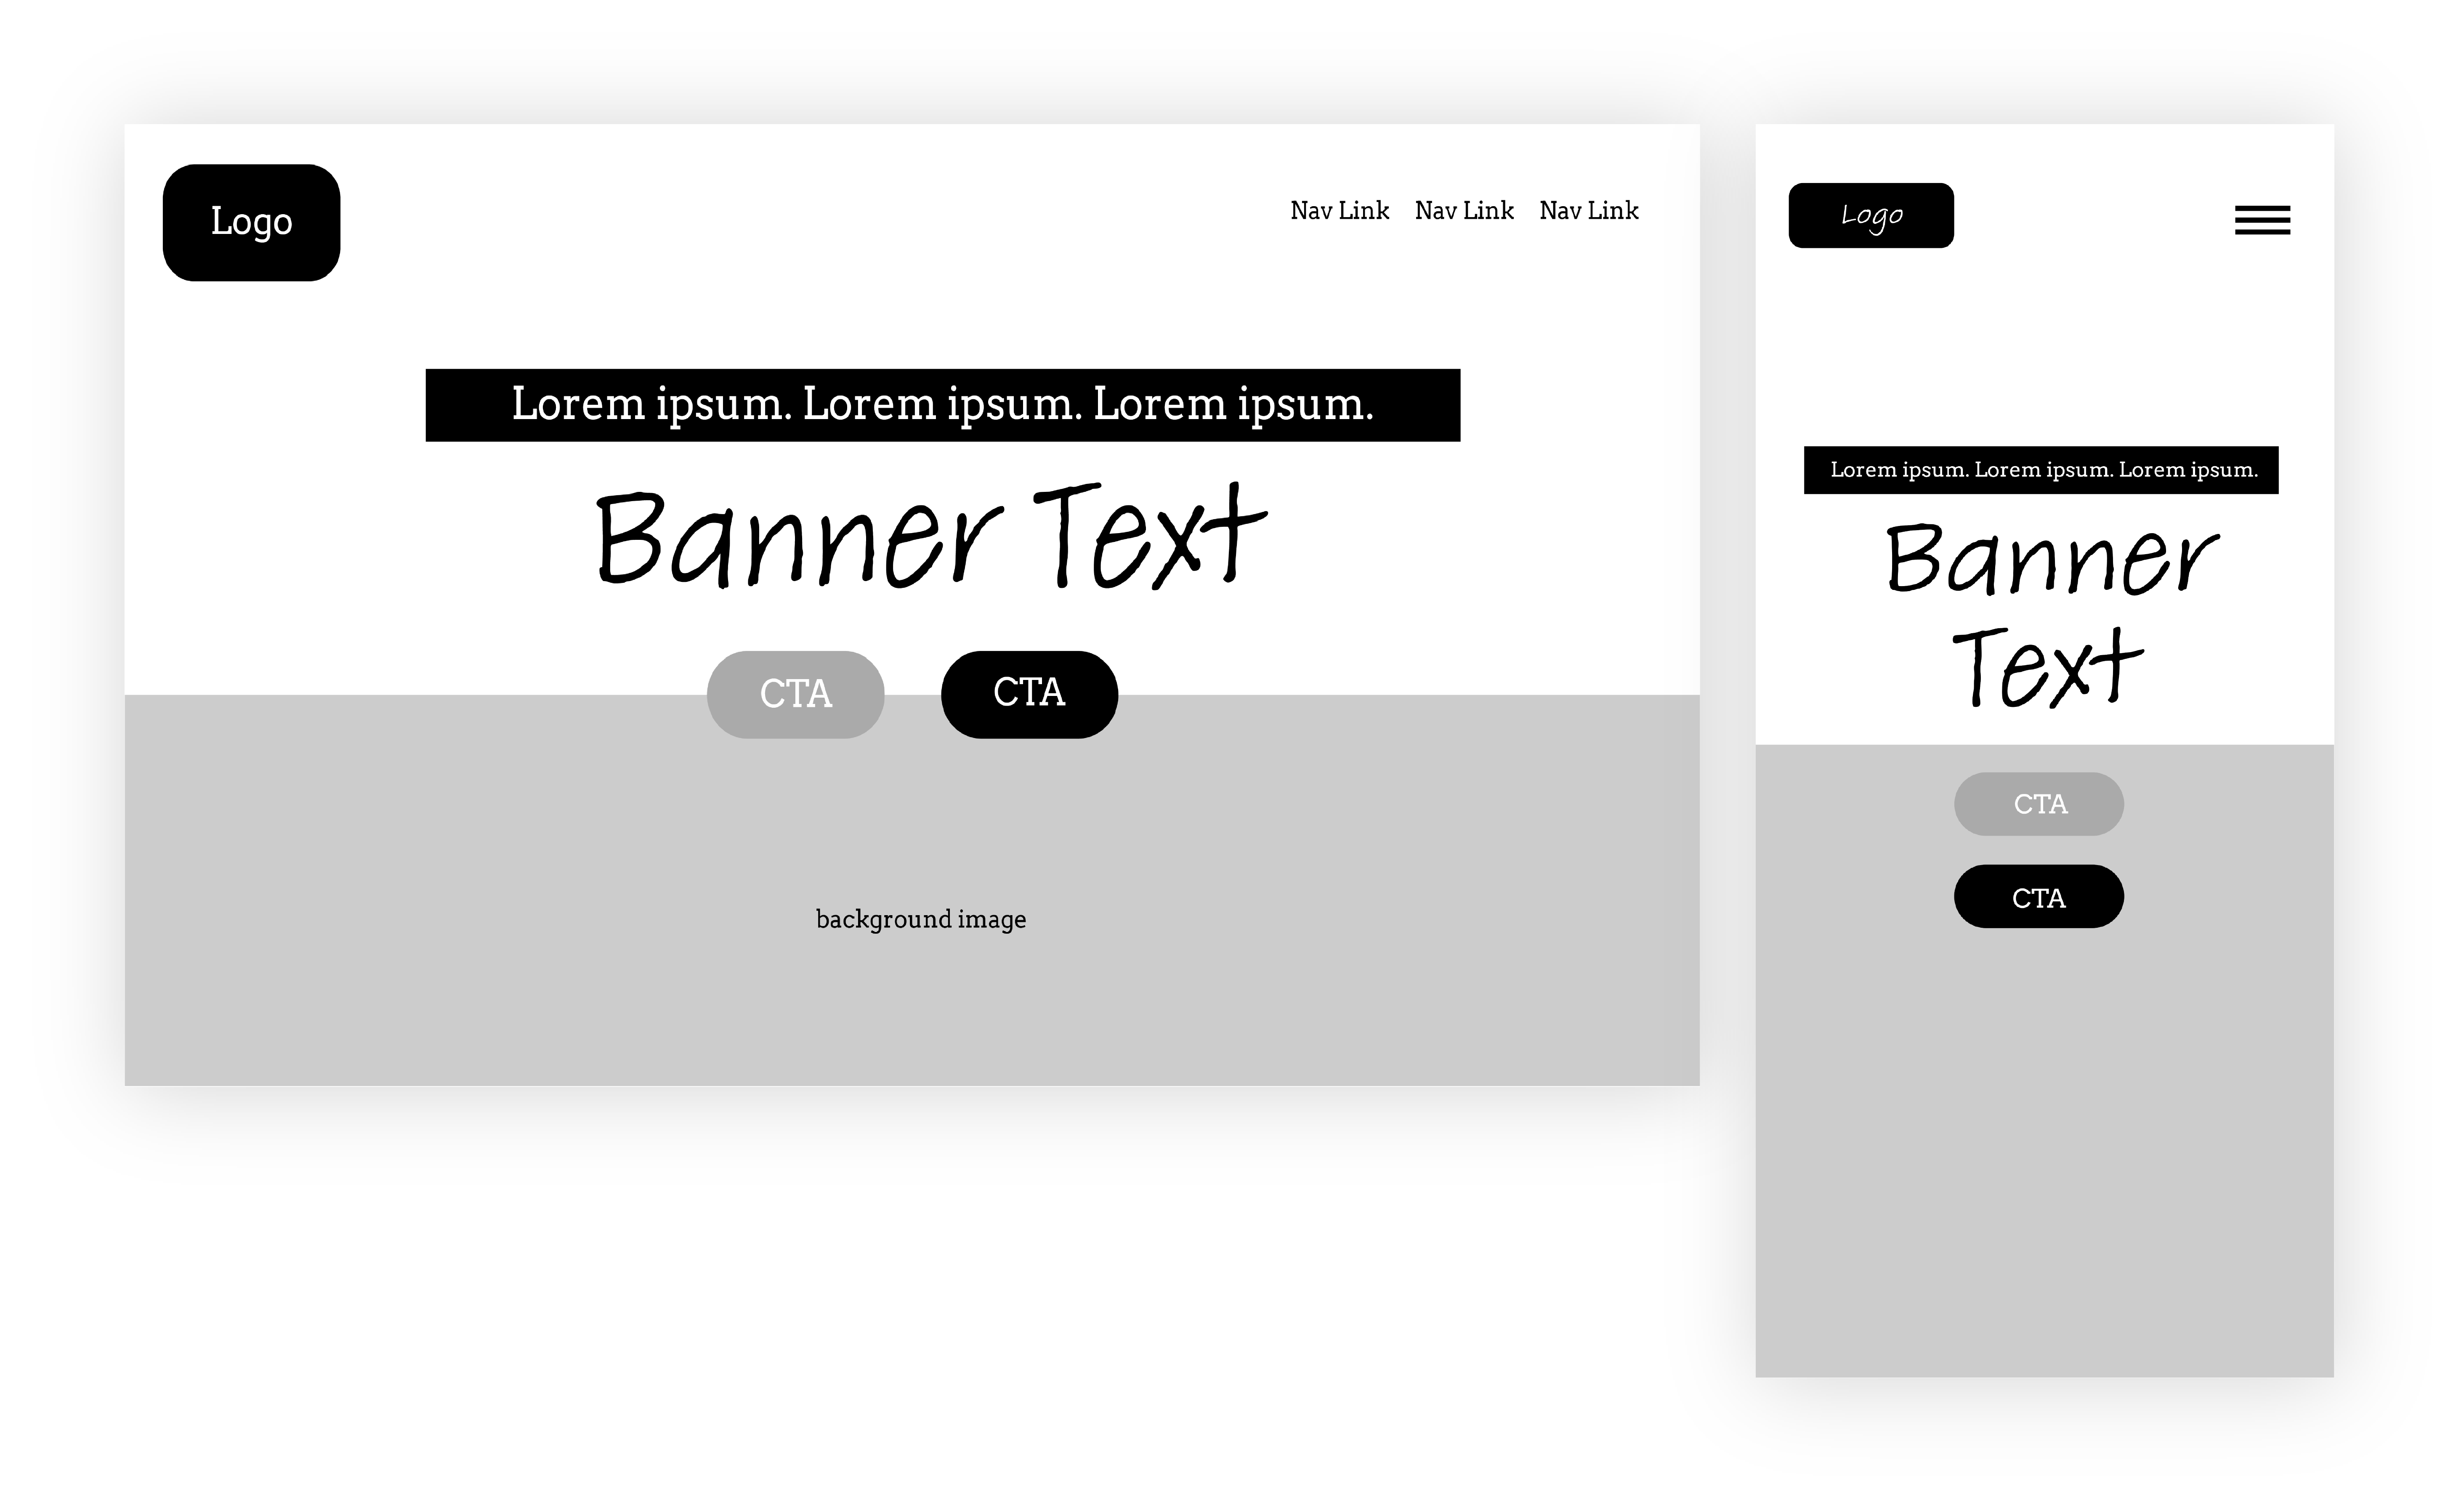 Logo
Nav Link Nav Link Nav Link
Lorem ipsum. Lorem ipsum. Lorem ipsum.
Banner Text
CTA
CTA
background image
Logo
Lorem ipsum. Lorem ipsum. Lorem ipsum.
Banner
Text
CTA
CTA